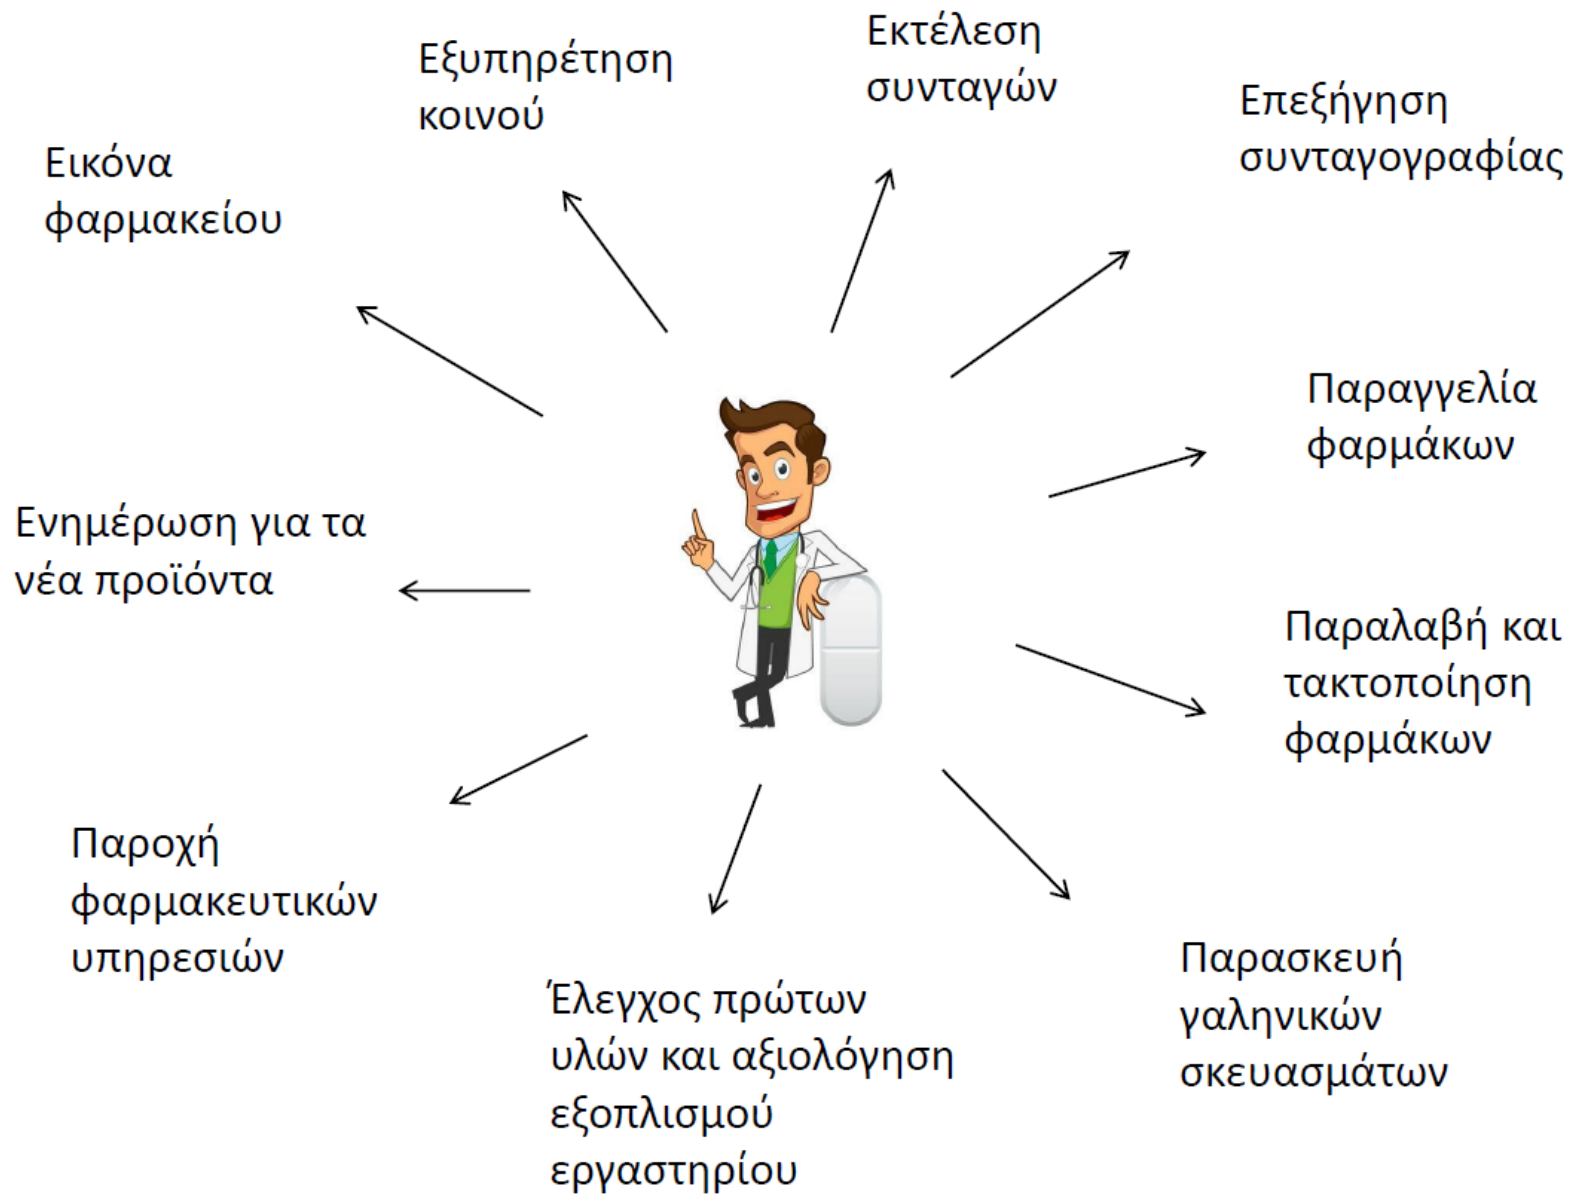 Εξυπηρέτηση
κοινού
Εκτέλεση
συνταγών
Επεξήγηση
συνταγογραφίας
Εικόνα
φαρμακείου
Παραγγελία
φαρμάκων
Ενημέρωση για τα
νέα προϊόντα
Παραλαβή και
τακτοποίηση
φαρμάκων
Παροχή
φαρμακευτικών
υπηρεσιών
Έλεγχος πρώτων
υλών και αξιολόγηση
εξοπλισμού
εργαστηρίου
Παρασκευή
γαληνικών
σκευασμάτων